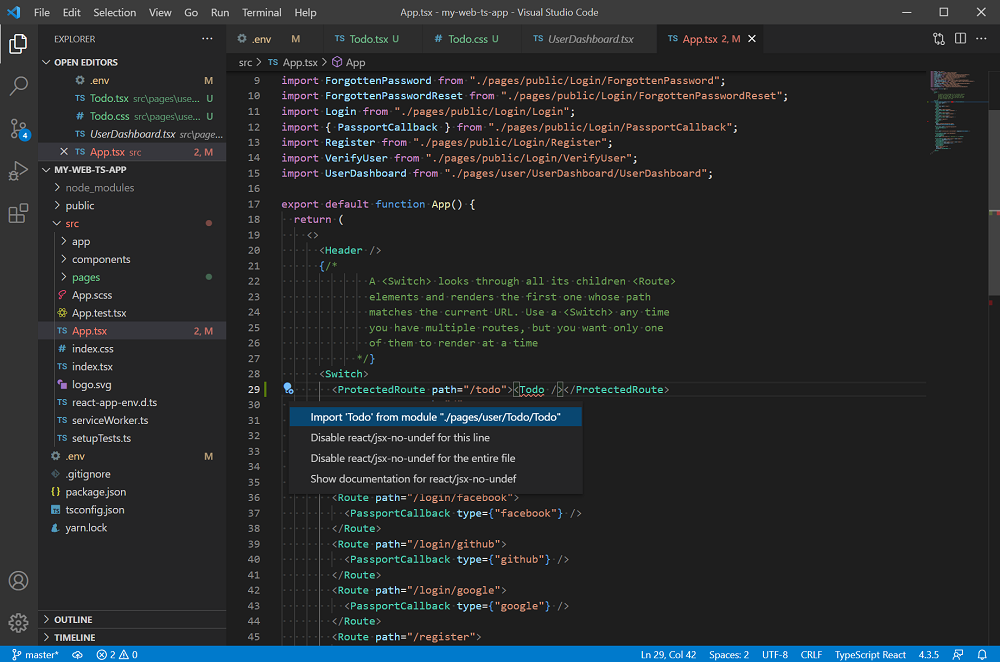 File Edit Selection View Go Run Terminal Help App.tsx - my-web-ts-app - Visual Studio Code
EXPLORER
OPEN EDITORS
.env M
Todo.tsx src\pages\use... U
Todo.css src\pages\use... U
UserDashboard.tsx src\page...
App.tsx src 2, M
MY-WEB-TS-APP
node_modules
public
src
app
components
pages
App.scss
App.test.tsx
App.tsx 2, M
index.css
index.tsx
logo.svg
react-app-env.d.ts
serviceWorker.ts
setupTests.ts
.env M
.gitignore
package.json
tsconfig.json
yarn.lock
OUTLINE
TIMELINE
4
.env M TS Todo.tsx U # Todo.css U TS UserDashboard.tsx TS App.tsx 2, M
src > TS App.tsx > App
9 import ForgottenPassword from "./pages/public/Login/ForgottenPassword";
10 import ForgottenPasswordReset from "./pages/public/Login/ForgottenPasswordReset";
11 import Login from "./pages/public/Login/Login";
12 import { PassportCallback } from "./pages/public/Login/PassportCallback";
13 import Register from "./pages/public/Login/Register";
14 import VerifyUser from "./pages/public/Login/VerifyUser";
15 import UserDashboard from "./pages/user/UserDashboard/UserDashboard";
16
17 export default function App() {
18 return (
19 <>
20 <Header />
21 {/*
22 A <Switch> looks through all its children <Route>
23 elements and renders the first one whose path
24 matches the current URL. Use a <Switch> any time
25 you have multiple routes, but you want only one
26 of them to render at a time
27 */}
28 <Switch>
29 <ProtectedRoute path="/todo"><Todo /></ProtectedRoute>
30
31
32
33
34
35
Import 'Todo' from module "./pages/user/Todo/Todo"
Disable react/jsx-no-undef for this line
Disable react/jsx-no-undef for the entire file
Show documentation for react/jsx-no-undef
36 <Route path="/login/facebook">
37 <PassportCallback type={"facebook"} />
38 </Route>
39 <Route path="/login/github">
40 <PassportCallback type={"github"} />
41 </Route>
42 <Route path="/login/google">
43 <PassportCallback type={"google"} />
44 </Route>
45 <Route path="/register">
master* 2 0 Ln 29, Col 42 Spaces: 2 UTF-8 CRLF TypeScript React 4.3.5